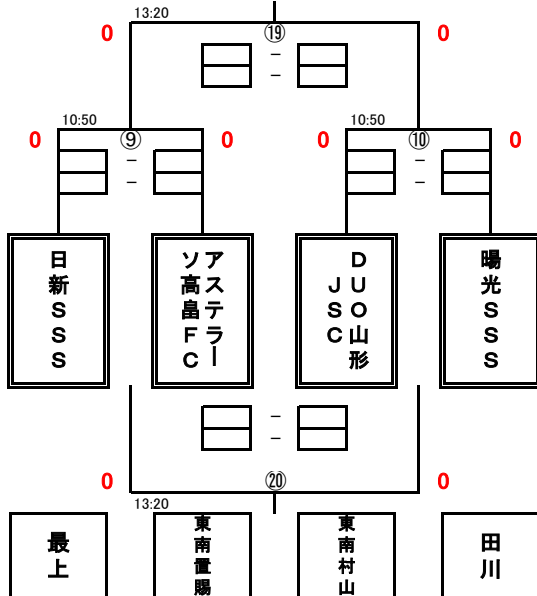 13:20
0 ⑲ 0
−
−
10:50 10:50
0 ⑨ 0 0 ⑩ 0
− −
− −
日新SSS
アステラー
ソ高畠FC
DUO山形
JSC
暘光SSS
−
−
0 ⑳ 0
13:20
最上
東南置賜
東南村山
田川